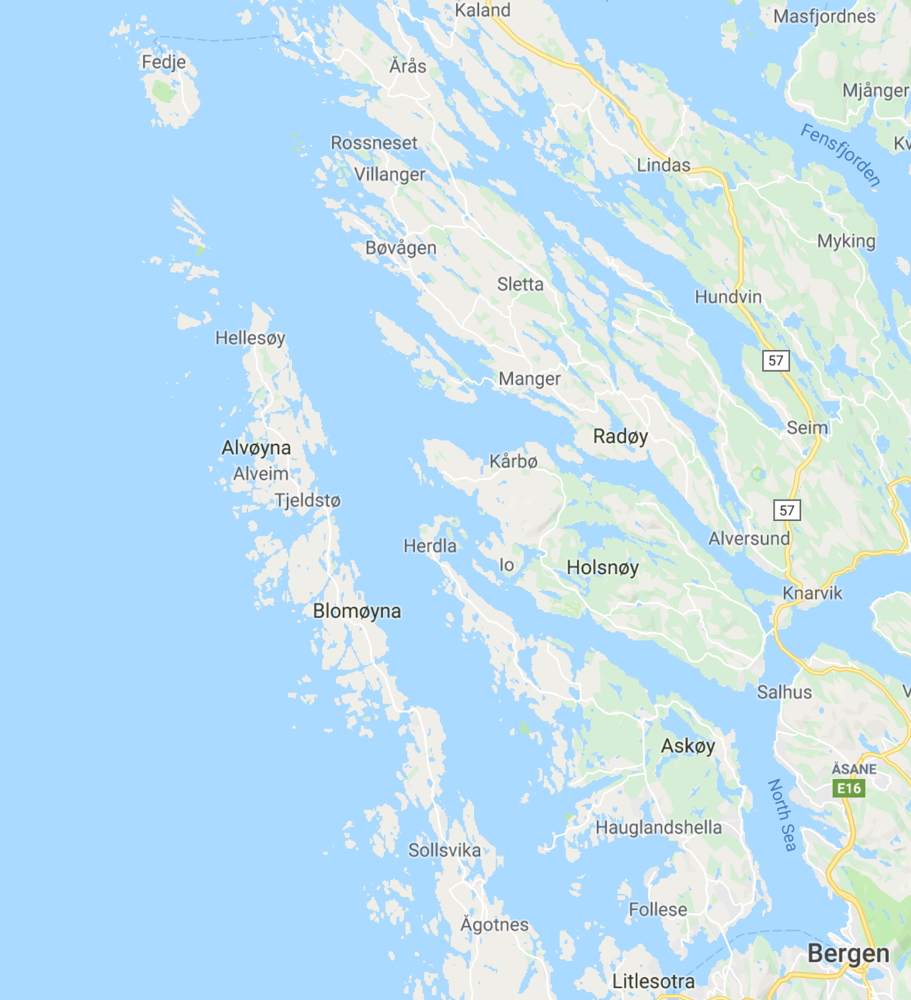 Kaland
Masfjordnes
Fedje
Årås
Mjånger
Fensfjorden
Rossneset
Kv
Lindas
Villanger
Myking
Bøvågen
Sletta
Hundvin
Hellesøy
57
Manger
Seim
Radøy
Alvøyna
Kårbø
Alveim
Tjeldstø
57
Alversund
Herdla
Io
Holsnøy
Knarvik
Blomøyna
Salhus
V
Askøy
ÅSANE
E16
North Sea
Hauglandshella
Sollsvika
Follese
Ågotnes
Bergen
Litlesotra